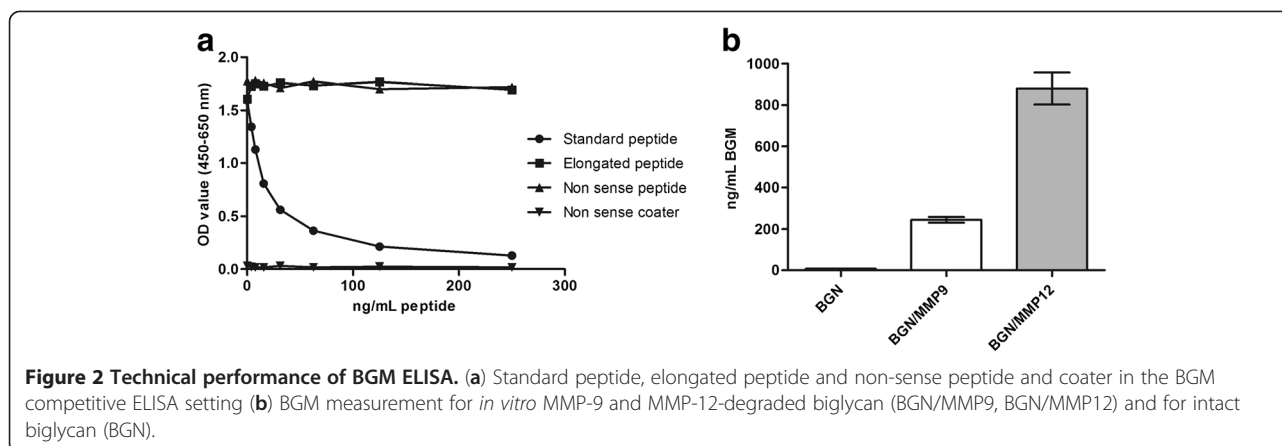 a
2.0
1.5
1.0
0.5
0.0
OD value (450-650 nm)
0
100
200
300
ng/mL peptide
Standard peptide
Elongated peptide
Non sense peptide
Non sense coater
b
1000
800
600
400
200
0
ng/mL BGM
BGN
BGN/MMP9
BGN/MMP12
Figure 2 Technical performance of BGM ELISA. (a) Standard peptide, elongated peptide and non-sense peptide and coater in the BGM
competitive ELISA setting (b) BGM measurement for in vitro MMP-9 and MMP-12-degraded biglycan (BGN/MMP9, BGN/MMP12) and for intact
biglycan (BGN).